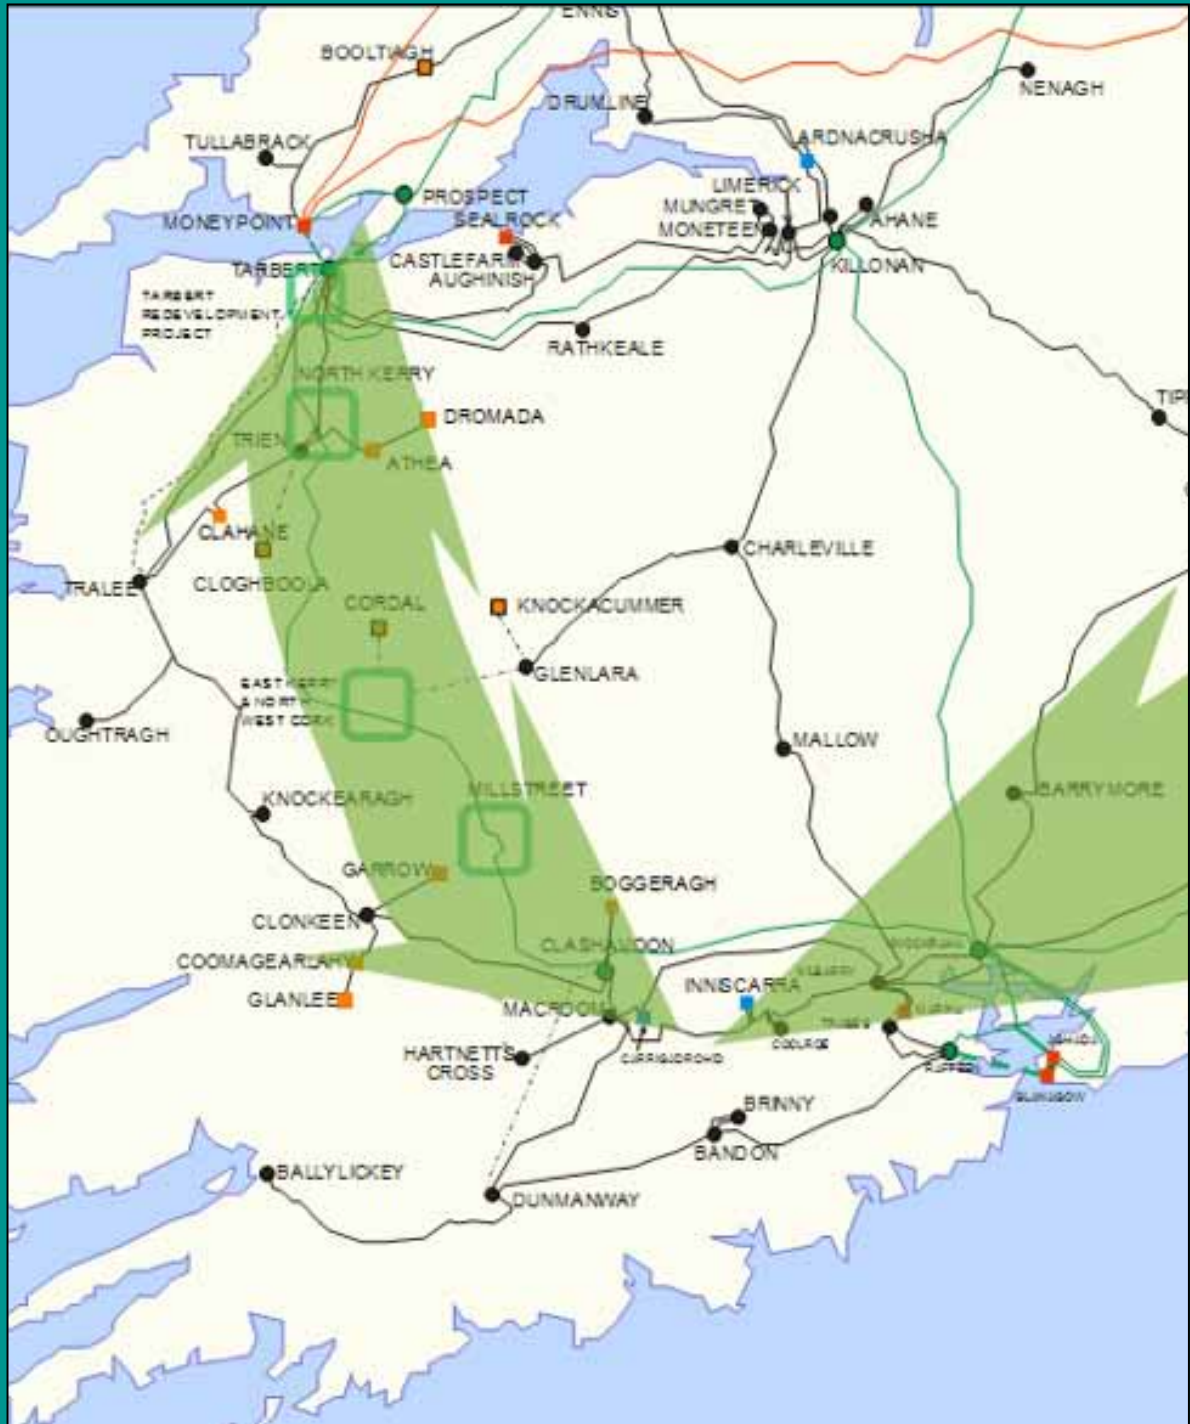 ENNIS
BOOLTIAGH
NENAGH
DRUMLINE
ARDNACRUSHA
TULLABRACK
LIMERICK
PROSPECT
MUNGRET
AHANE
MONEYPOINT
SEALROCK
MONETEEN
CASTLEFARM
KILLONAN
TARBERT
AUGHINISH
TARBERT
REDEVELOPMENT
PROJECT
RATHKEALE
NORTH KERRY
TIP
DROMADA
TRIEN
ATHEA
CLAHANE
CHARLEVILLE
TRALEE
CLOGHBOOLA
CORDAL
KNOCKACUMMER
GLENLARA
EAST KERRY
& NORTH
WEST CORK
OUGHTRAGH
MALLOW
MILLSTREET
BARRYMORE
KNOCKEARAGH
GARROW
BOGGERAGH
CLONKEEN
CLASHAVOON
COOMAGEARLAHY
INNISCARRA
GLANLEE
MACROOM
COOLROE
HARTNETTS
CROSS
CARRIGADROHID
RAFFEEN
BRINNY
BANDON
BALLYLICKEY
DUNMANWAY